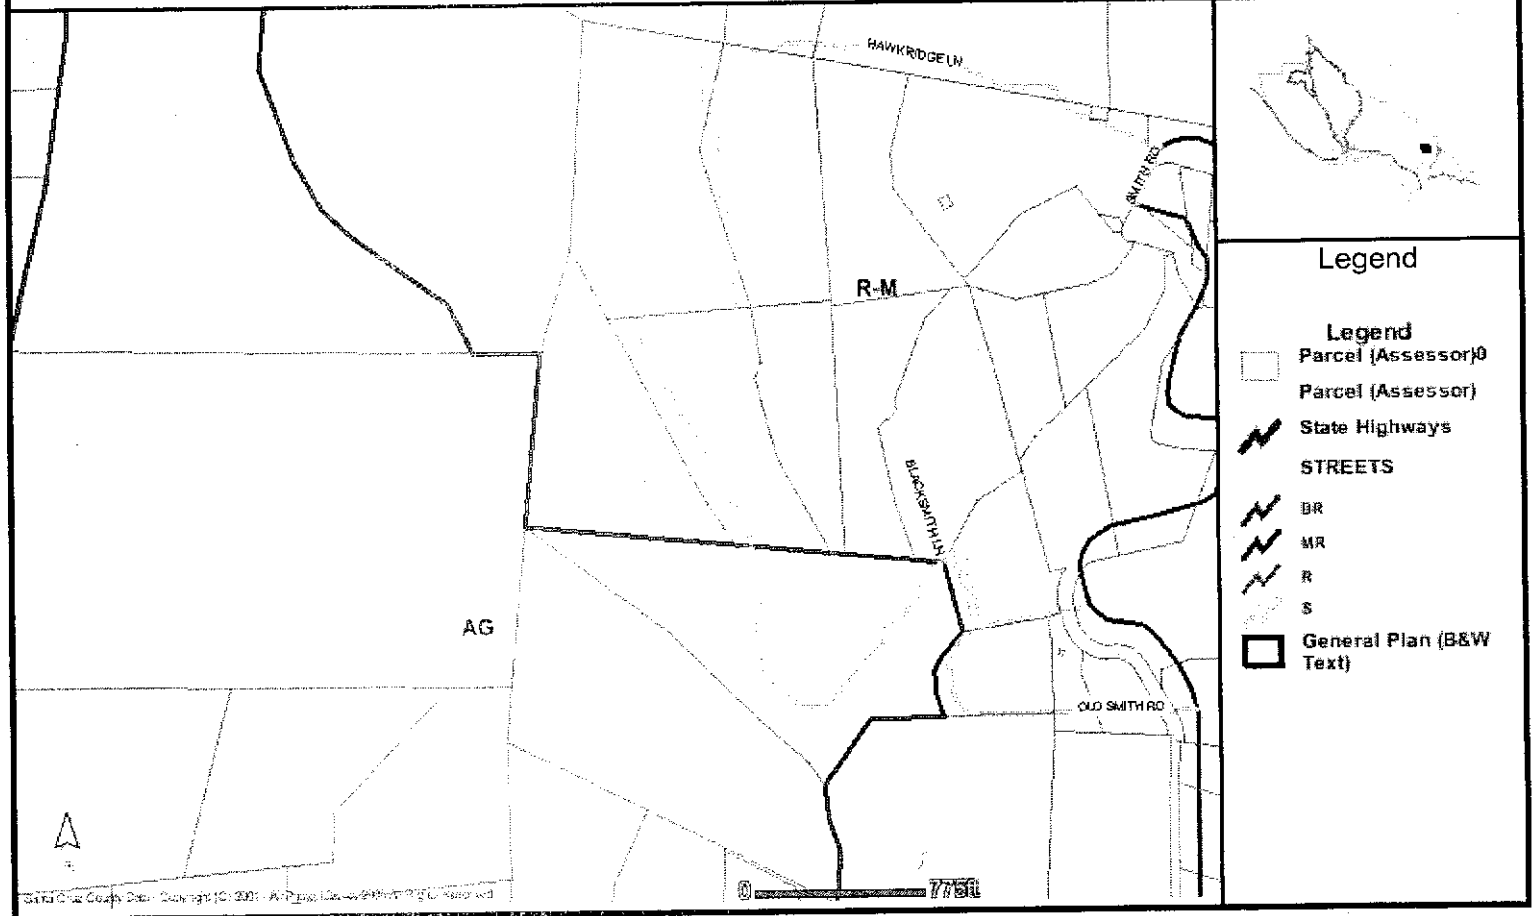 HAWKRIDGE LN
SMITH RD
R-M
BLACKSMITH LN
AG
OLD SMITH RD
0 775ft
Legend
Legend
Parcel (Assessor)0
Parcel (Assessor)
State Highways
STREETS
BR
MR
R
S
General Plan (B&W
Text)